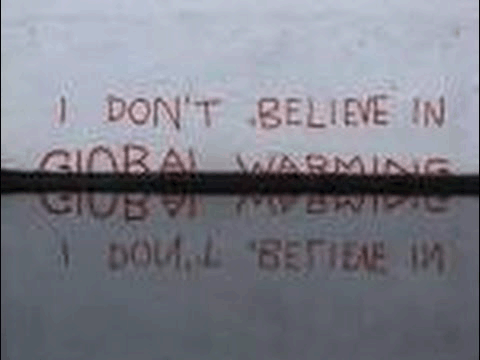 I DON'T BELIEVE IN
GLOBAL WARMING